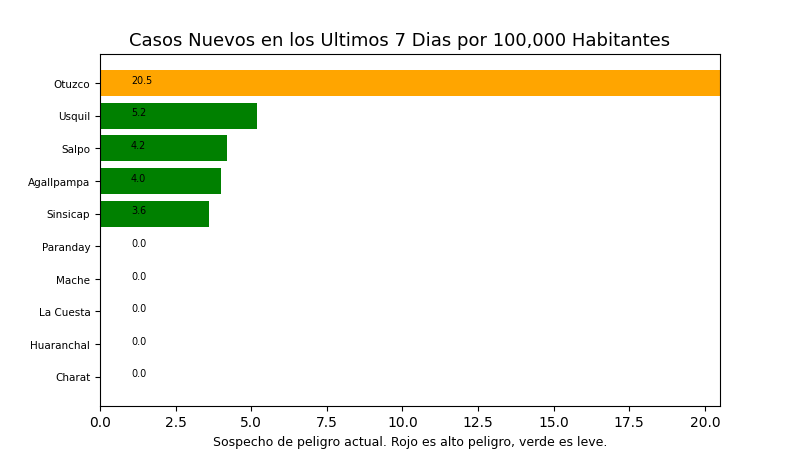 Casos Nuevos en los Ultimos 7 Dias por 100,000 Habitantes
Otuzco 20.5
Usquil 5.2
Salpo 4.2
Agallpampa 4.0
Sinsicap 3.6
Paranday 0.0
Mache 0.0
La Cuesta 0.0
Huaranchal 0.0
Charat 0.0
0.0 2.5 5.0 7.5 10.0 12.5 15.0 17.5 20.0
Sospecho de peligro actual. Rojo es alto peligro, verde es leve.